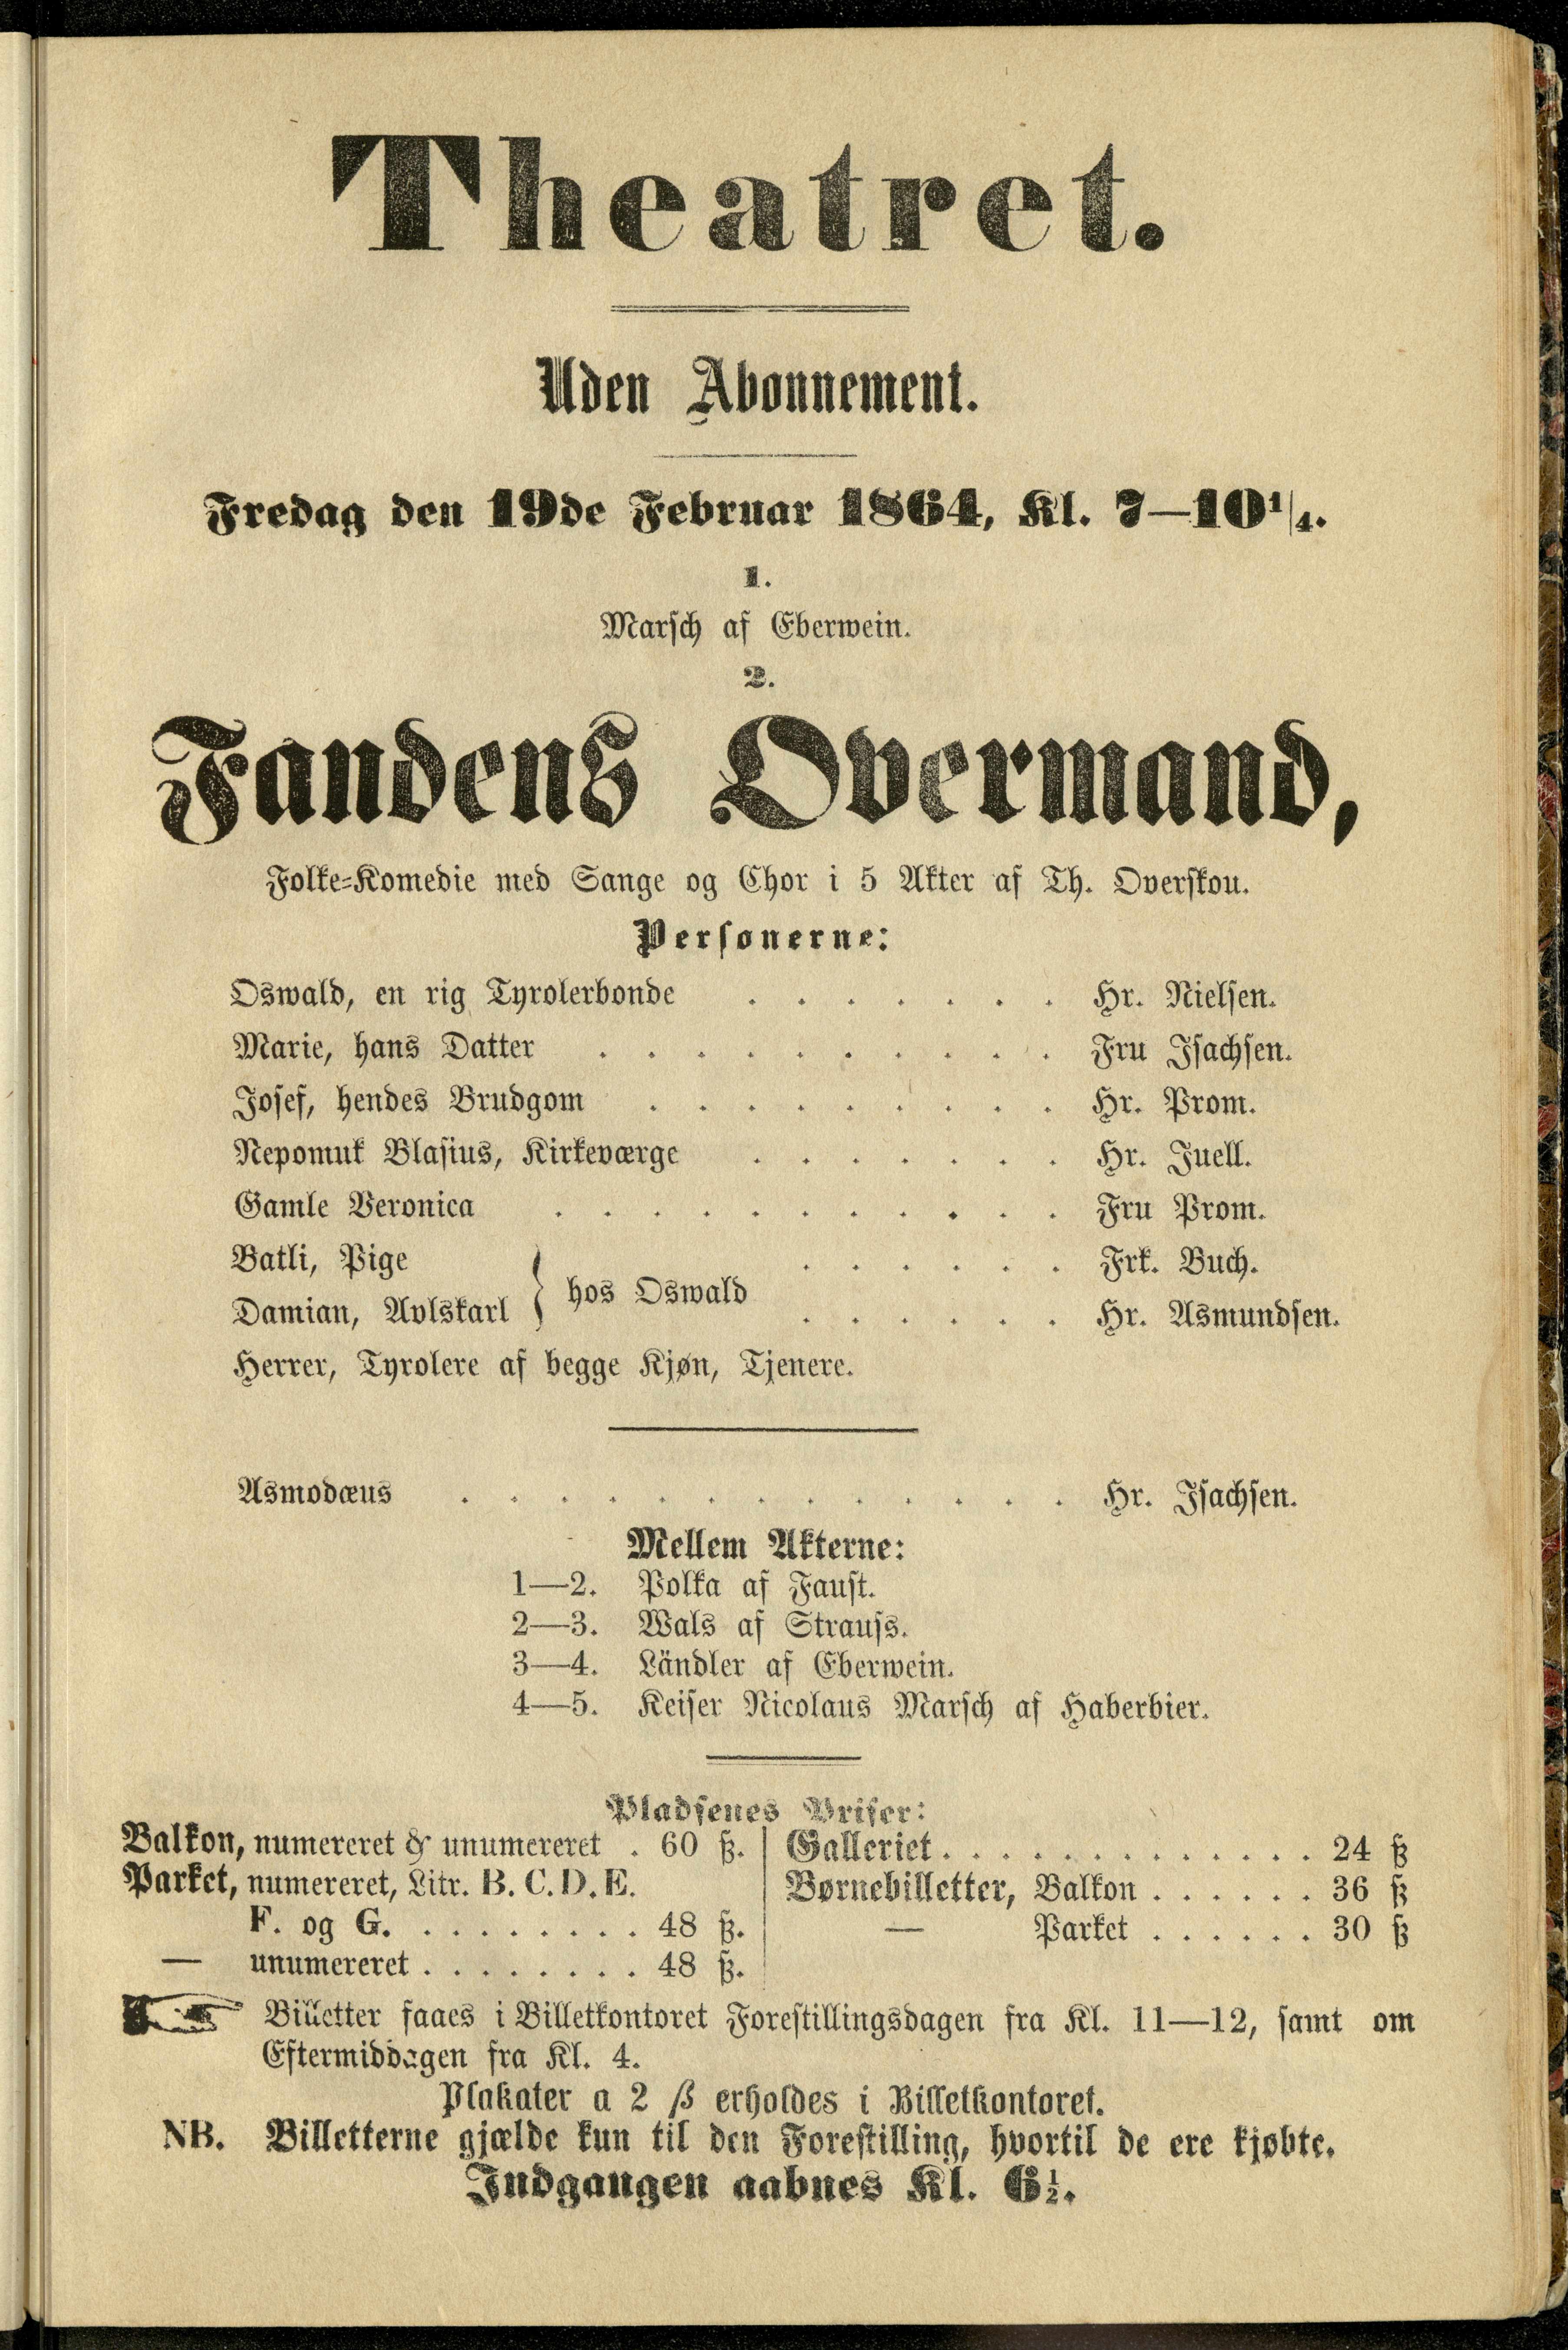 Theatret.
Uden Abonnement.
Fredag den 19de Februar 1864, Kl. 7—10¹/₄.
1.
Marsch af Eberwein.
2.
Fandens Overmand,
Folke-Komedie med Sange og Chor i 5 Akter af Th. Overskou.
Personerne:
Oswald, en rig Tyrolerbonde . . . . . . . Hr. Nielsen.
Marie, hans Datter . . . . . . . . . . Fru Isachsen.
Josef, hendes Brudgom . . . . . . . . . Hr. Prom.
Nepomuk Blasius, Kirkeværge . . . . . . . Hr. Juell.
Gamle Veronica . . . . . . . . . . . Fru Prom.
Batli, Pige . . . . . . Frk. Buch.
} hos Oswald
Damian, Avlskarl . . . . . . Hr. Asmundsen.
Herrer, Tyrolere af begge Kjøn, Tjenere.
Asmodæus . . . . . . . . . . . . . Hr. Isachsen.
Mellem Akterne:
1—2. Polka af Faust.
2—3. Wals af Strauss.
3—4. Ländler af Eberwein.
4—5. Keiser Nicolaus Marsch af Haberbier.
Pladsenes Priser:
Balkon, numereret & unumereret . 60 ß.
Parket, numereret, Litr. B. C. D. E.
F. og G. . . . . . . . . 48 ß.
— unumereret . . . . . . . . 48 ß.
Galleriet . . . . . . . . . . . . . . 24 ß
Børnebilletter, Balkon . . . . . . 36 ß
— Parket . . . . . . 30 ß
Billetter faaes i Billetkontoret Forestillingsdagen fra Kl. 11—12, samt om
Eftermiddagen fra Kl. 4.
Plakater a 2 ß erholdes i Billetkontoret.
NB. Billetterne gjælde kun til den Forestilling, hvortil de ere kjøbte.
Indgangen aabnes Kl. 6½.